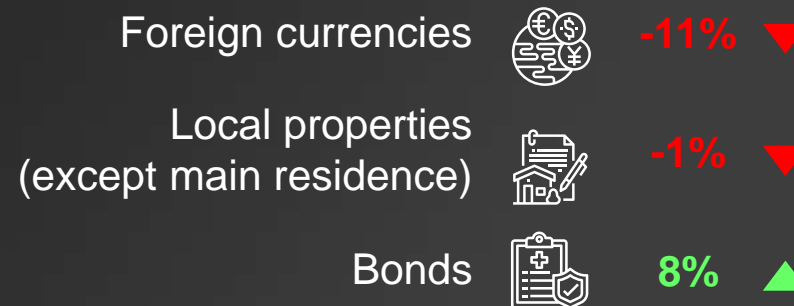 Foreign currencies
-11%
Local properties
(except main residence)
-1%
Bonds
8%